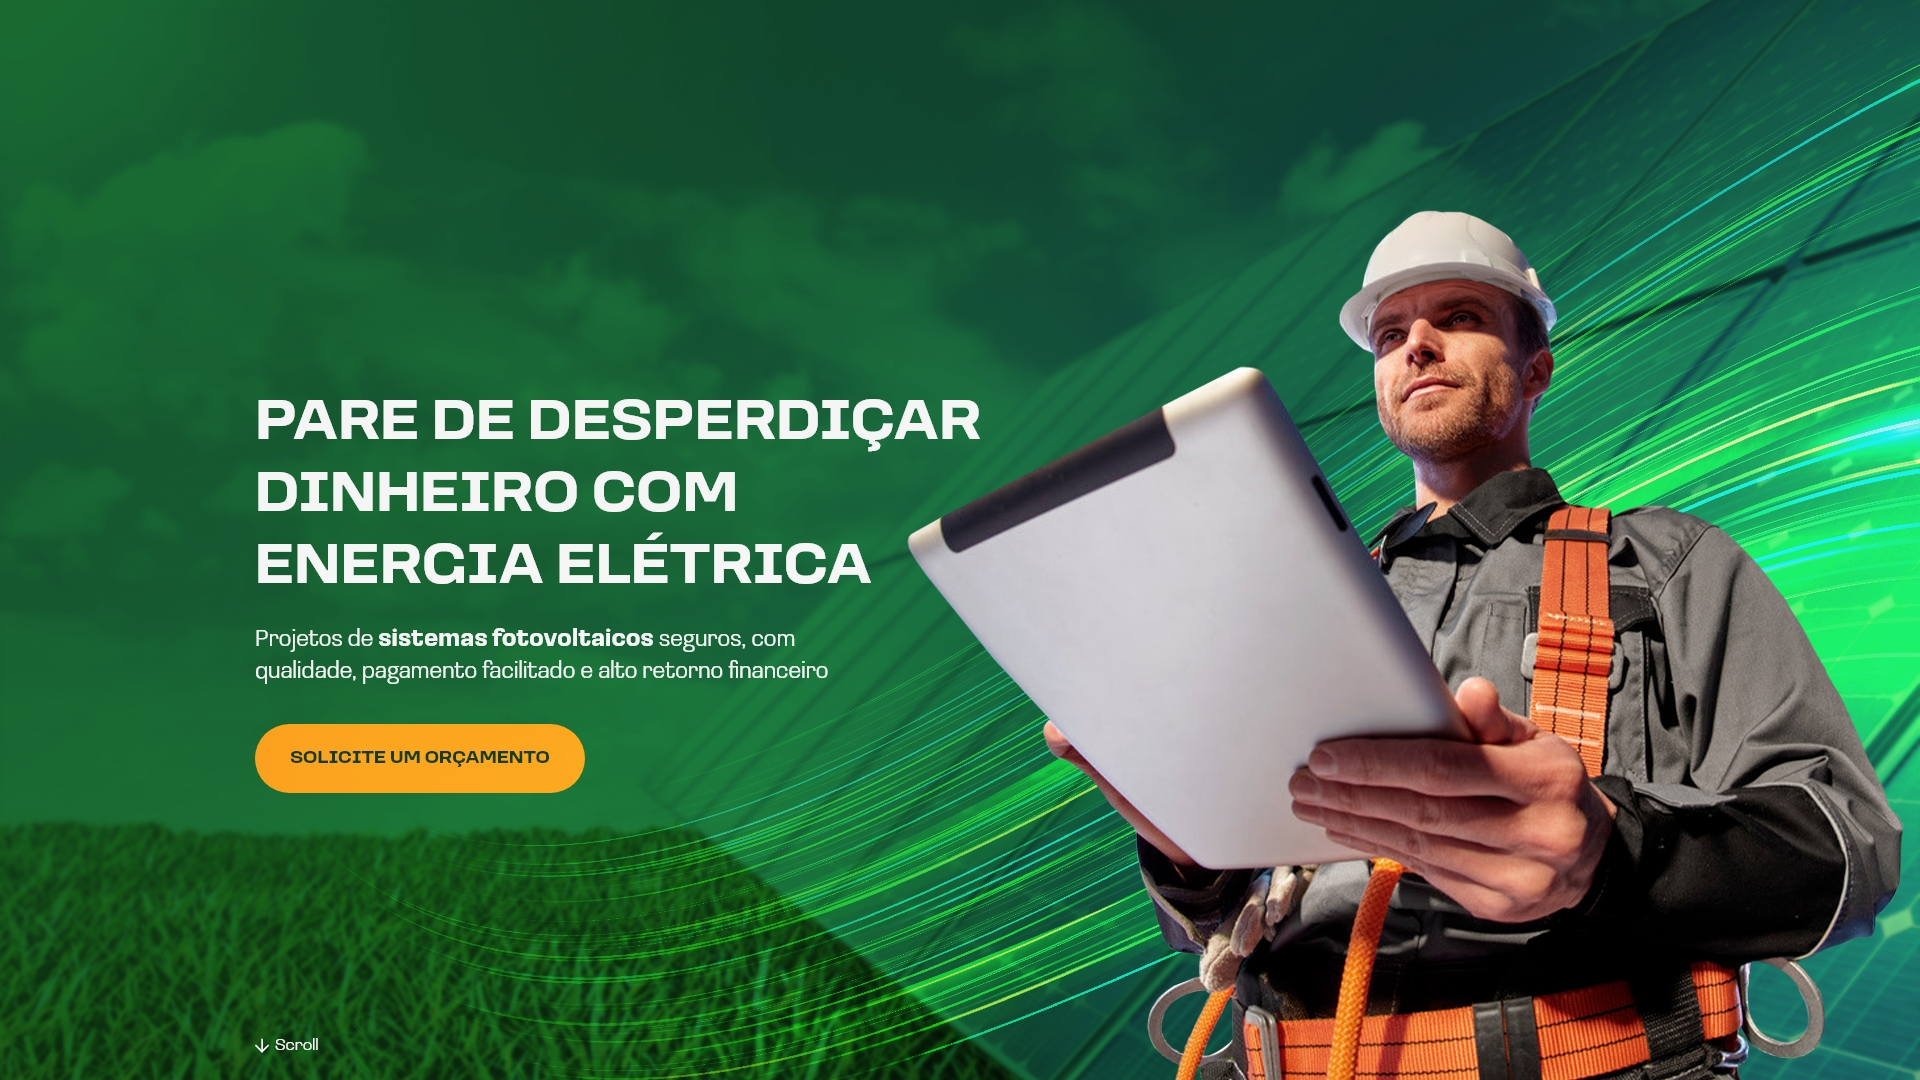 PARE DE DESPERDIÇAR
DINHEIRO COM
ENERGIA ELÉTRICA
Projetos de sistemas fotovoltaicos seguros, com
qualidade, pagamento facilitado e alto retorno financeiro
SOLICITE UM ORÇAMENTO
Scroll